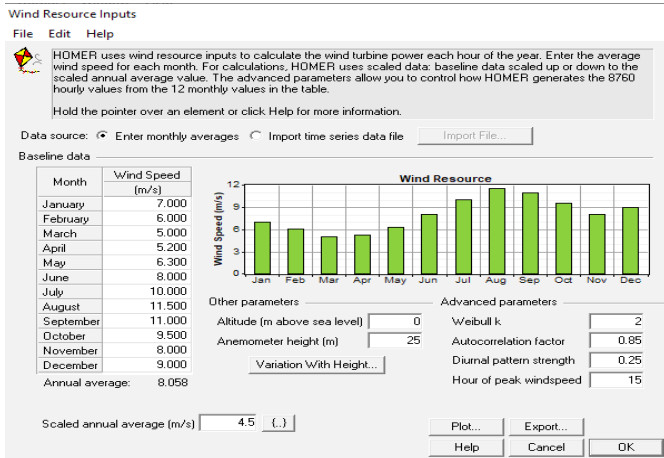 Wind Resource Inputs
File Edit Help
HOMER uses wind resource inputs to calculate the wind turbine power each hour of the year. Enter the average
wind speed for each month. For calculations, HOMER uses scaled data: baseline data scaled up or down to the
scaled annual average value. The advanced parameters allow you to control how HOMER generates the 8760
hourly values from the 12 monthly values in the table.
Hold the pointer over an element or click Help for more information.
Data source: Enter monthly averages Import time series data file Import File...
Baseline data
Month Wind Speed
(m/s)
January 7.000
February 6.000
March 5.000
April 5.200
May 6.300
June 8.000
July 10.000
August 11.500
September 11.000
October 9.500
November 8.000
December 9.000
Annual average: 8.058
Wind Resource
Wind Speed (m/s)
12
9
6
3
0
Jan Feb Mar Apr May Jun Jul Aug Sep Oct Nov Dec
Other parameters
Altitude (m above sea level) 0
Anemometer height (m) 25
Variation With Height...
Advanced parameters
Weibull k 2
Autocorrelation factor 0.85
Diurnal pattern strength 0.25
Hour of peak windspeed 15
Scaled annual average (m/s) 4.5 {..}
Plot... Export...
Help Cancel OK